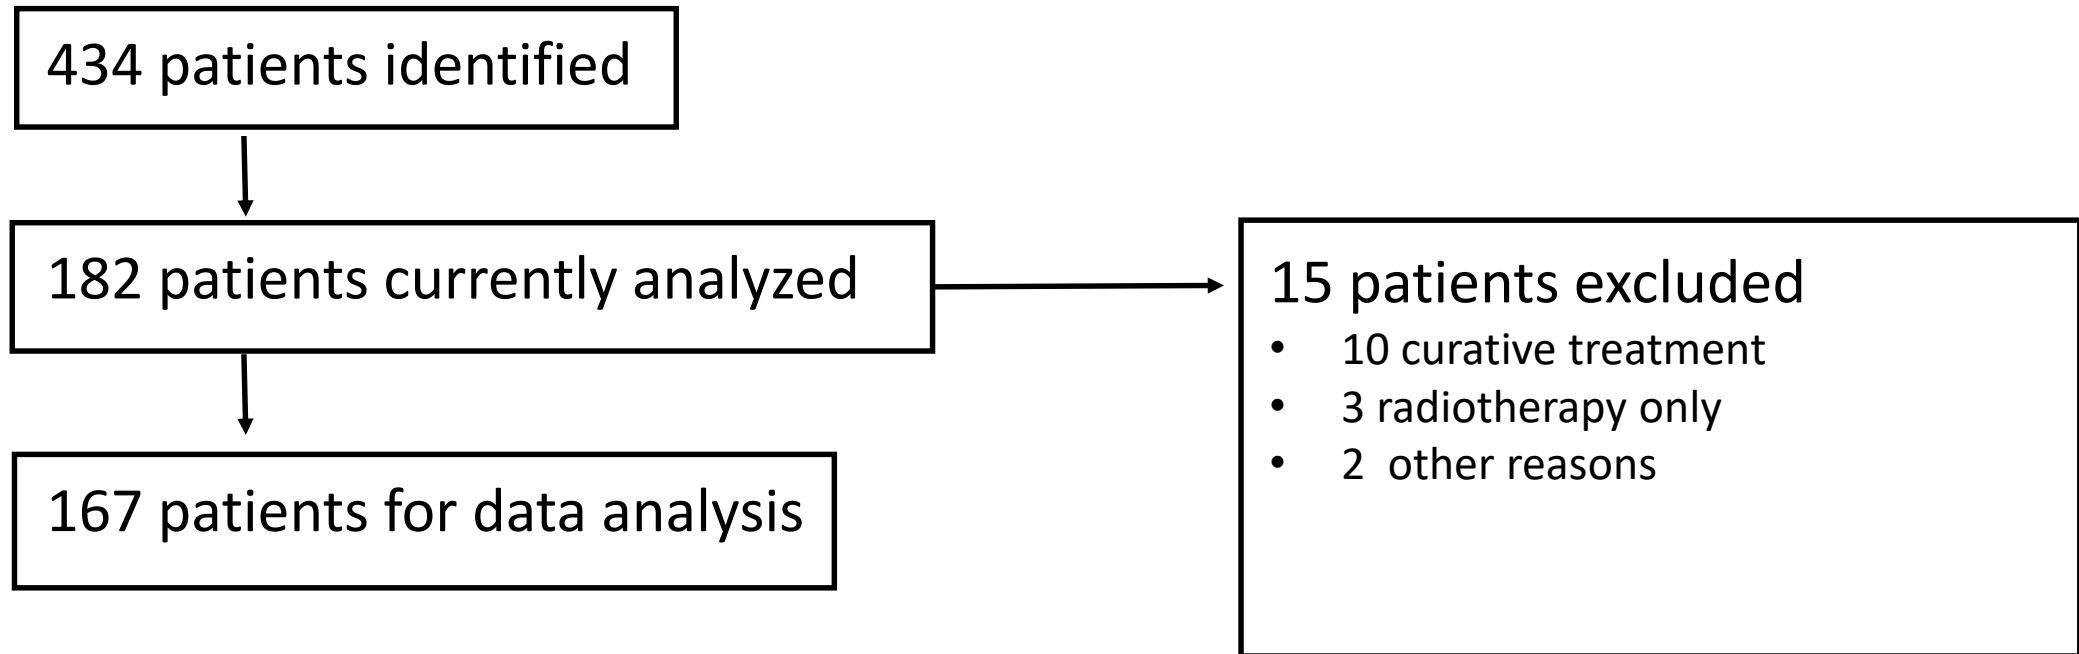 434 patients identified
182 patients currently analyzed
15 patients excluded
• 10 curative treatment
• 3 radiotherapy only
• 2  other reasons
167 patients for data analysis